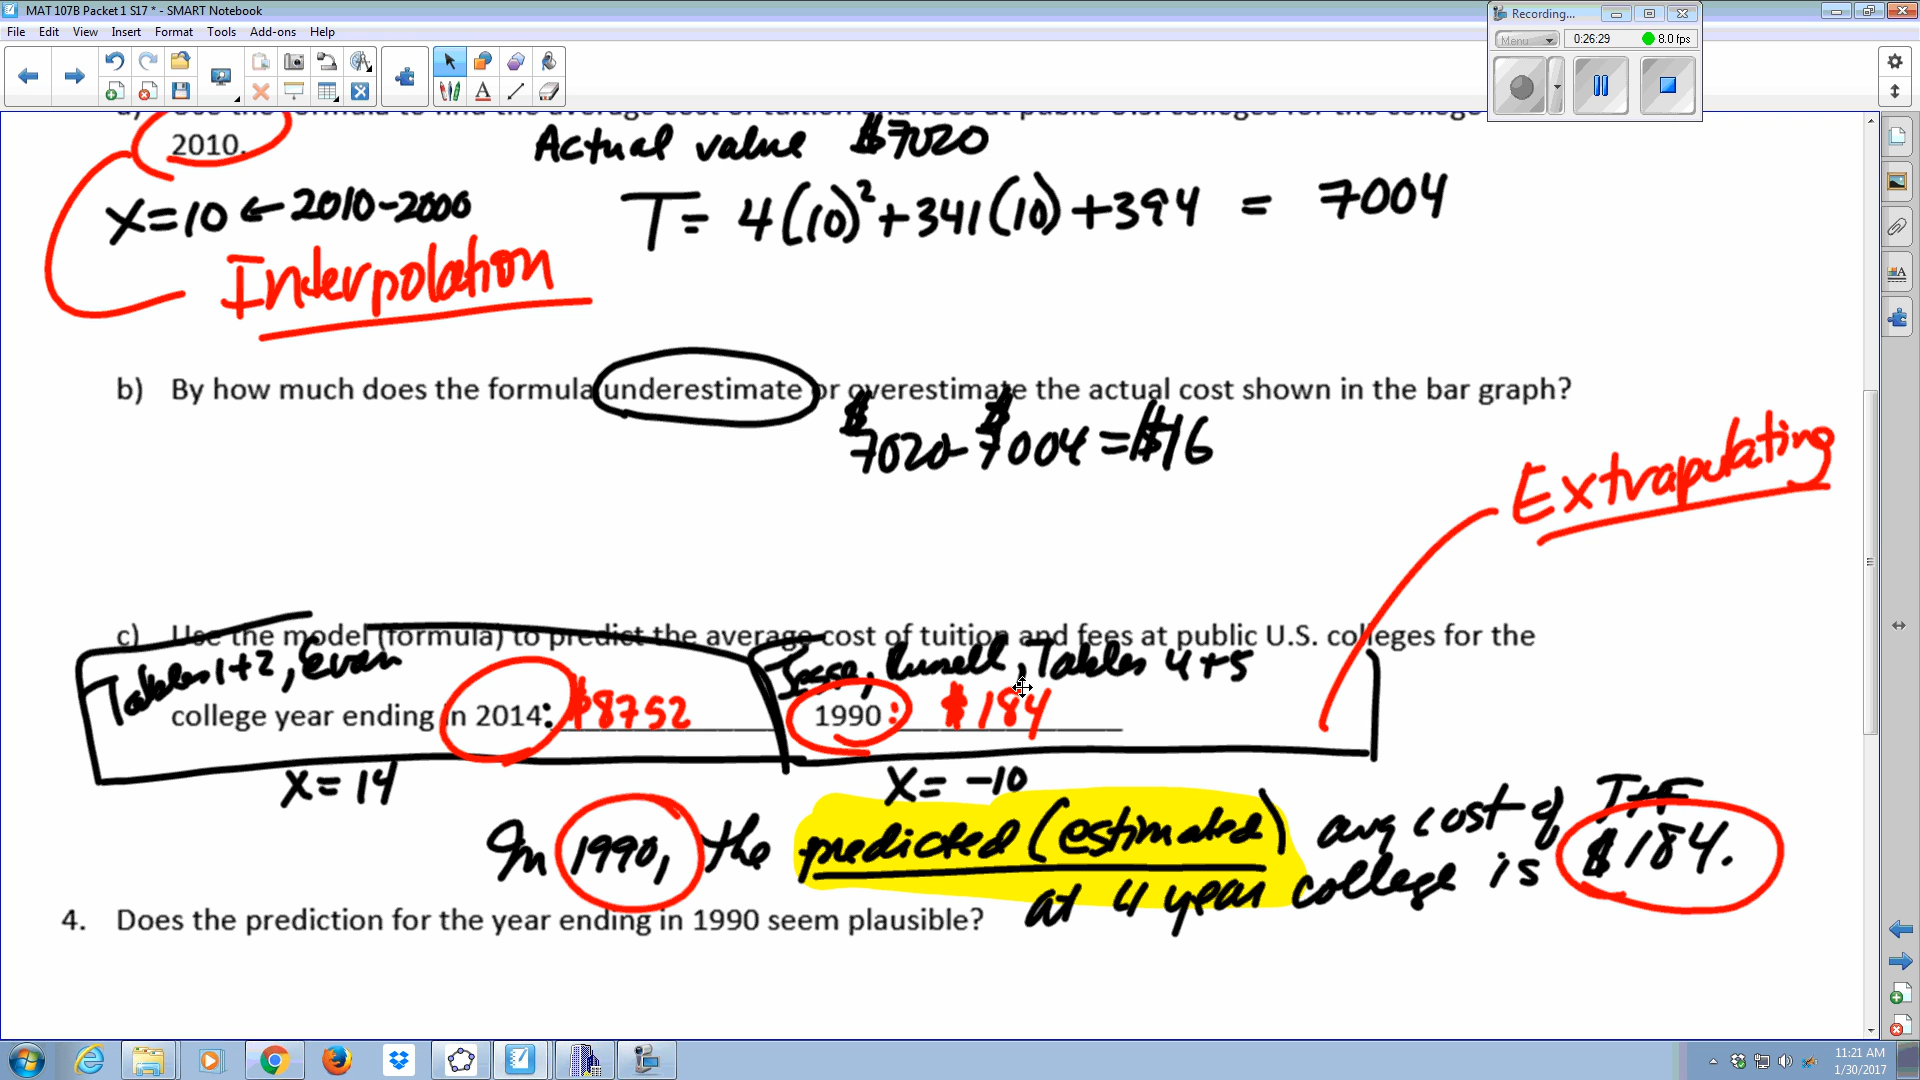 MAT 107B Packet 1 S17 * - SMART Notebook
File Edit View Insert Format Tools Add-ons Help
Recording...
Menu 0:26:29 8.0 fps
2010. Actual value $7020
X=10 ← 2010-2000 T= 4(10)²+341(10)+394 = 7004
Interpolation
b) By how much does the formula underestimate or overestimate the actual cost shown in the bar graph?
$7020-$7004=$16
Extrapulating
c) Use the model (formula) to predict the average cost of tuition and fees at public U.S. colleges for the
Tables 1+2, Evan Jesse, Russell, Tables 4+5
college year ending in 2014: $8752 1990: $184
X=14 X=-10
In 1990, the predicted (estimated) avg cost of T+F
at 4 year college is $184.
4. Does the prediction for the year ending in 1990 seem plausible?
11:21 AM
1/30/2017